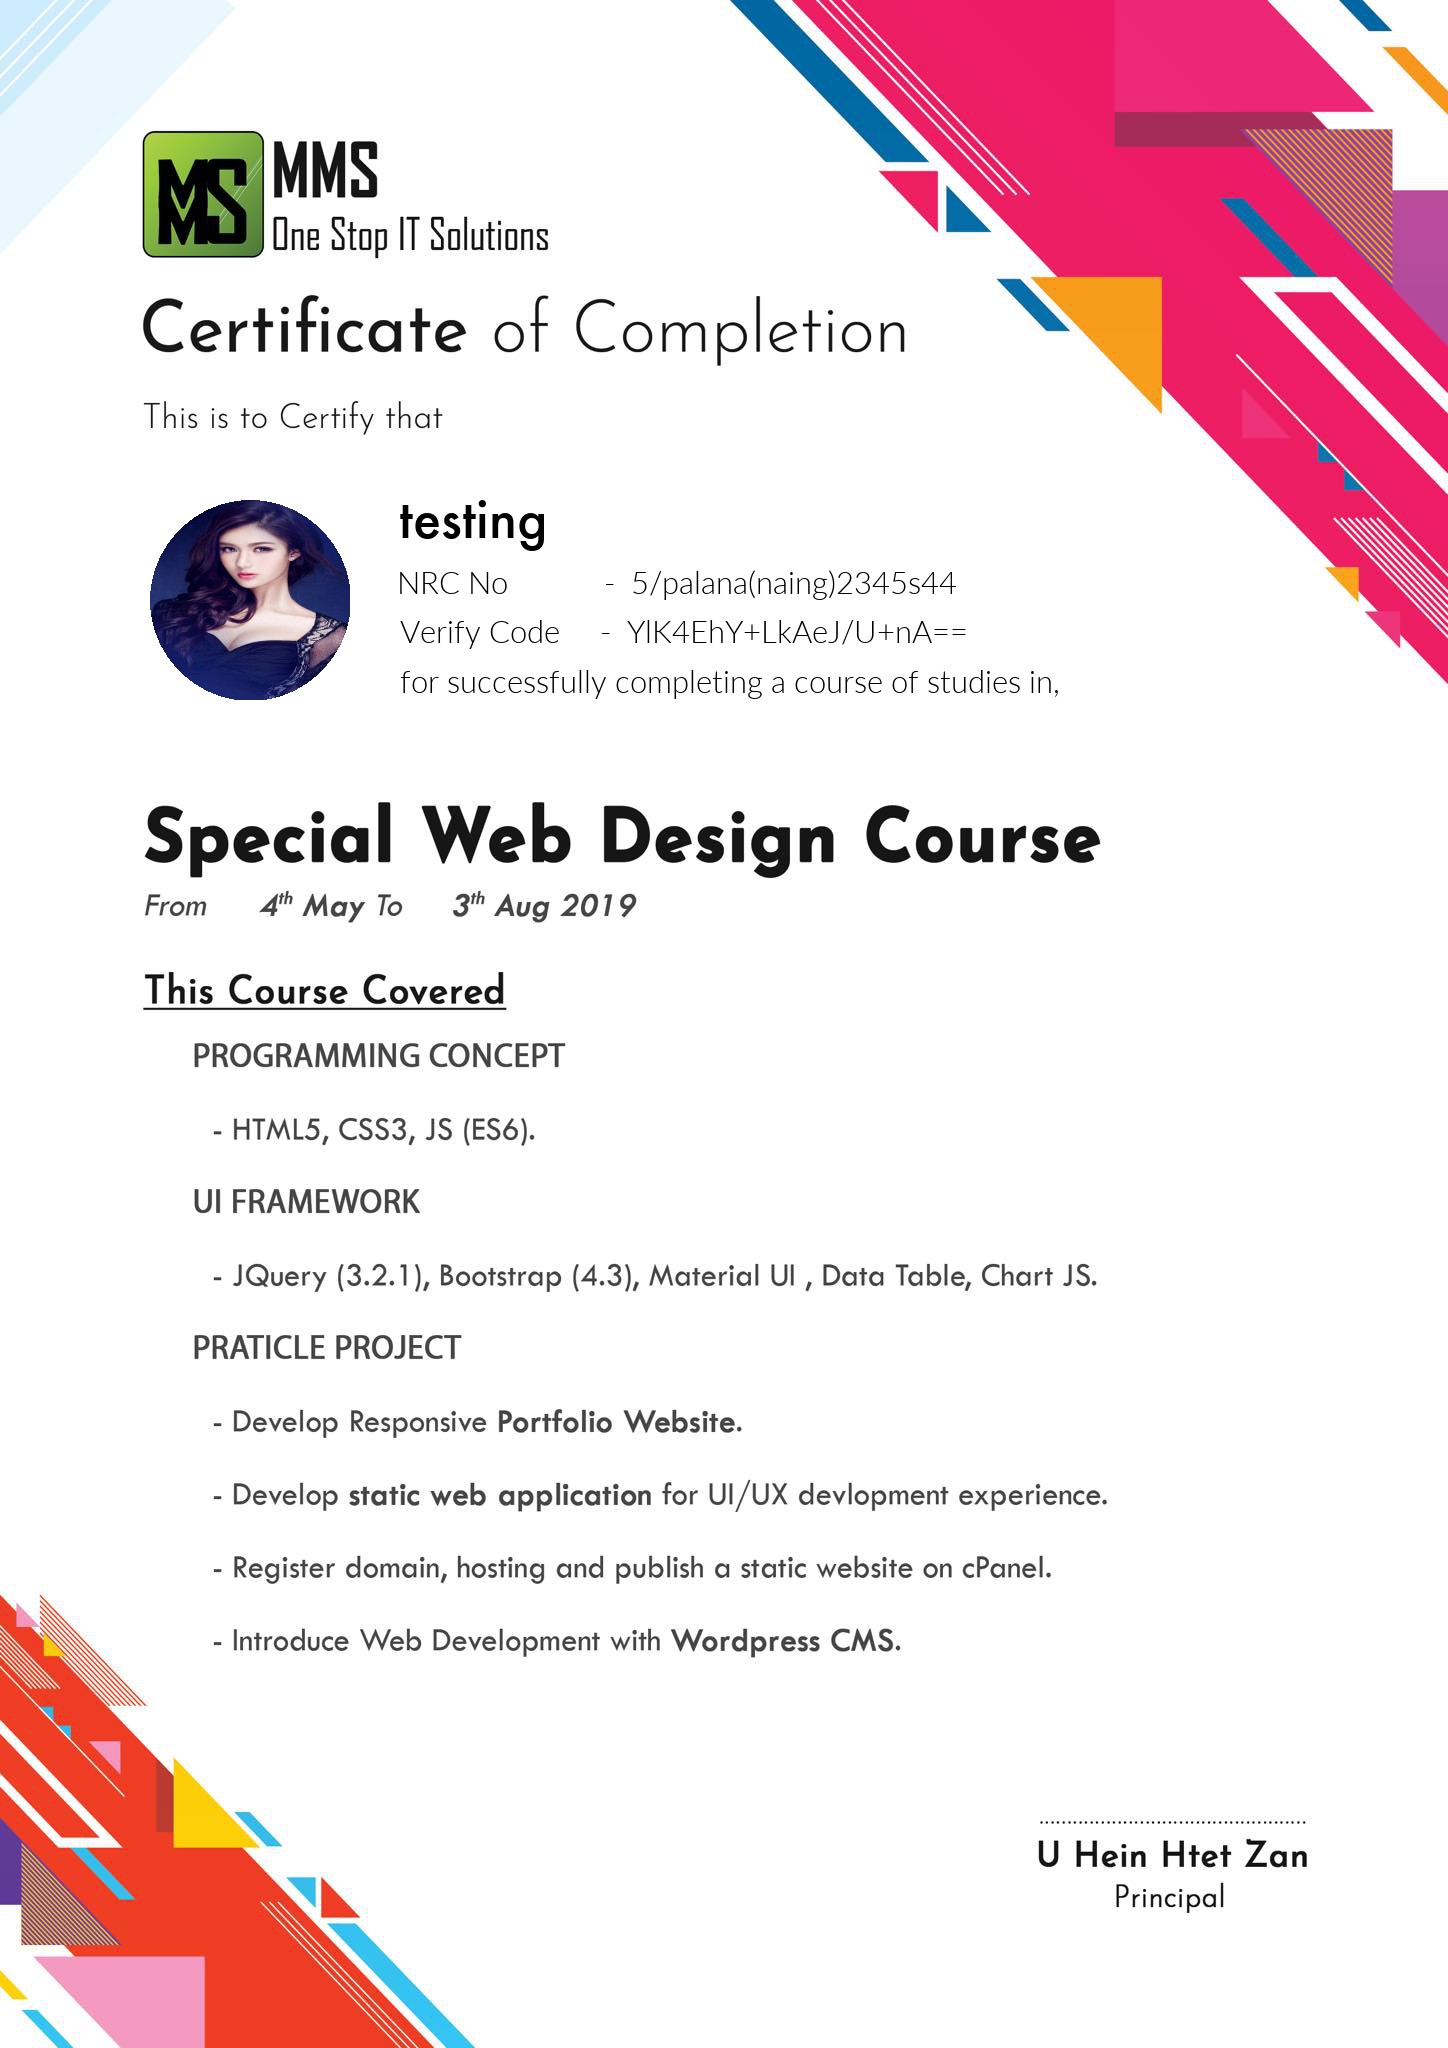 MMS
MMS
One Stop IT Solutions
Certificate of Completion
This is to Certify that
testing
NRC No - 5/palana(naing)2345s44
Verify Code - YlK4EhY+LkAeJ/U+nA==
for successfully completing a course of studies in,
Special Web Design Course
From 4th May To 3th Aug 2019
This Course Covered
PROGRAMMING CONCEPT
- HTML5, CSS3, JS (ES6).
UI FRAMEWORK
- JQuery (3.2.1), Bootstrap (4.3), Material UI , Data Table, Chart JS.
PRATICLE PROJECT
- Develop Responsive Portfolio Website.
- Develop static web application for UI/UX devlopment experience.
- Register domain, hosting and publish a static website on cPanel.
- Introduce Web Development with Wordpress CMS.
U Hein Htet Zan
Principal